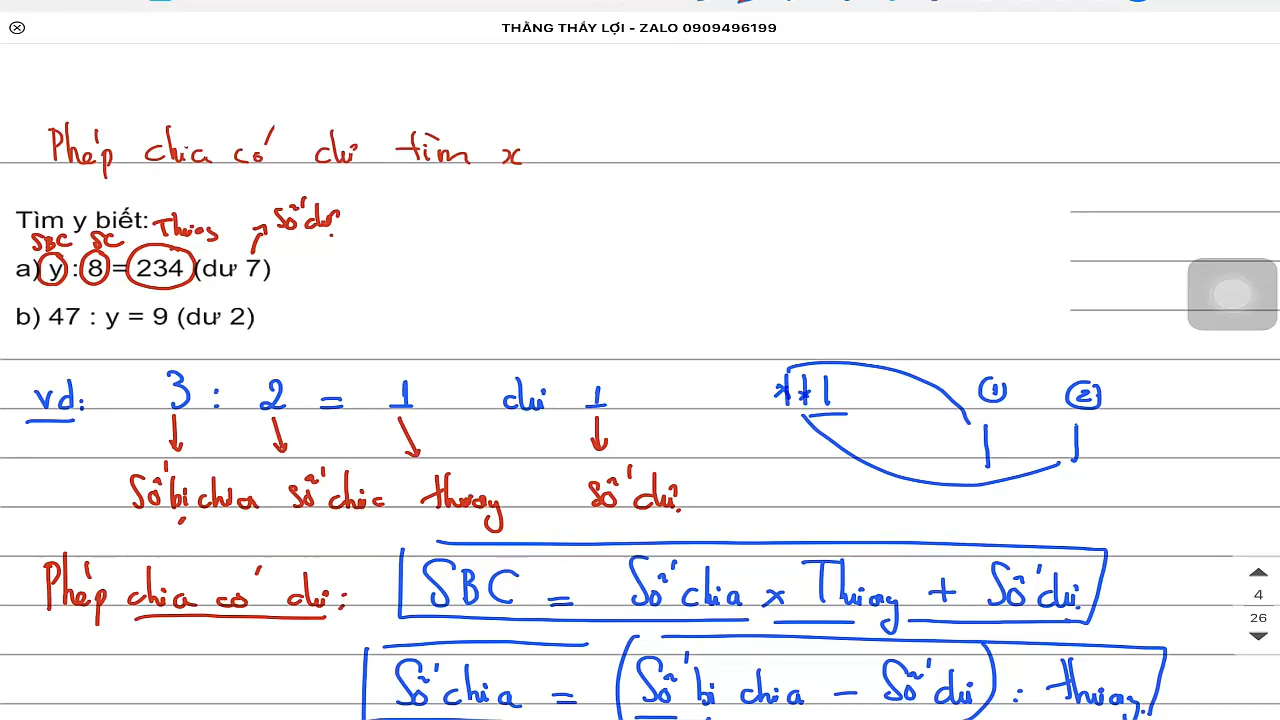 THẰNG THẦY LỢI - ZALO 0909496199
Phép chia có dư tìm x
Tìm y biết: Thương Số dư
SBC SC
a) y : 8 = 234 (dư 7)
b) 47 : y = 9 (dư 2)
vd: 3 : 2 = 1 dư 1 1 2
Số bị chia số chia thương số dư
Phép chia có dư: SBC = Số chia x Thương + Số dư
4
26
Số chia = (Số bị chia - Số dư) : thương